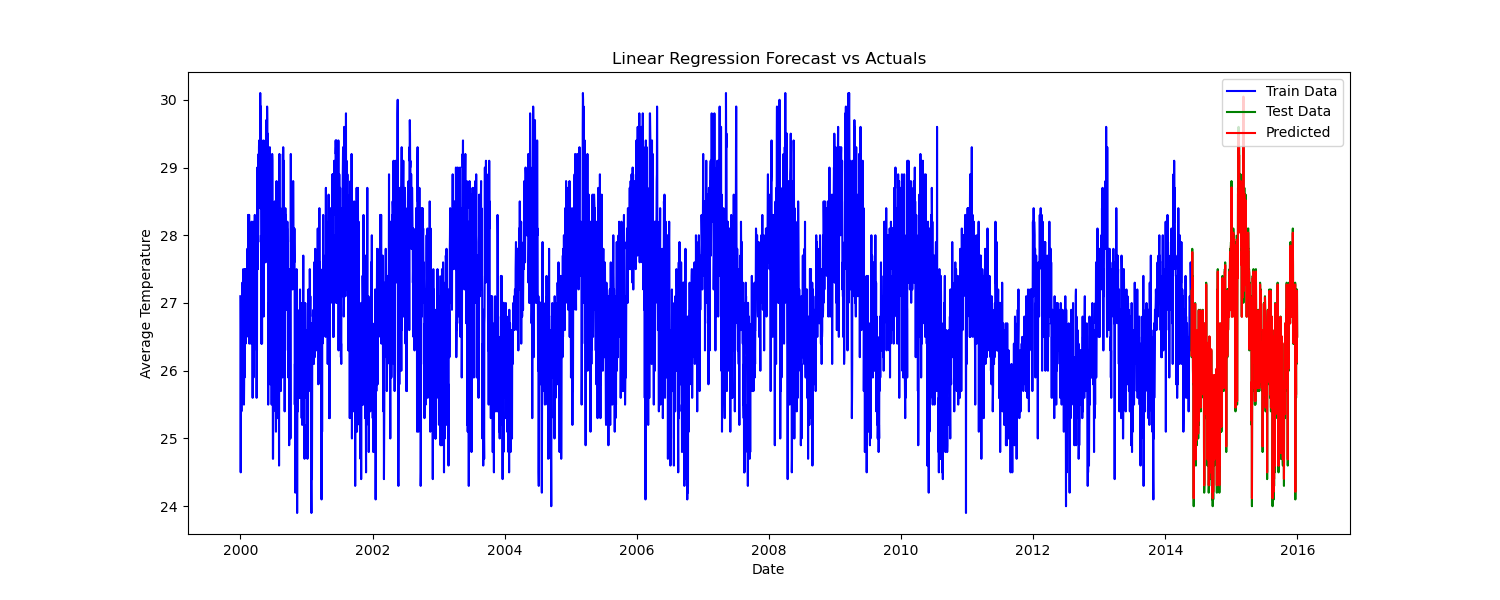 Linear Regression Forecast vs Actuals
Train Data
Test Data
Predicted
Average Temperature
30
29
28
27
26
25
24
2000
2002
2004
2006
2008
2010
2012
2014
2016
Date